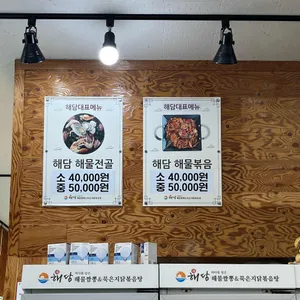 해담대표메뉴
해담 해물전골
소 40.000원
중 50.000원
해담대표메뉴
해담 해물볶음
소 40.000원
중 50.000원
해담 해물짬뽕&묵은지닭볶음탕
해담 해물짬뽕&묵은지닭볶음탕